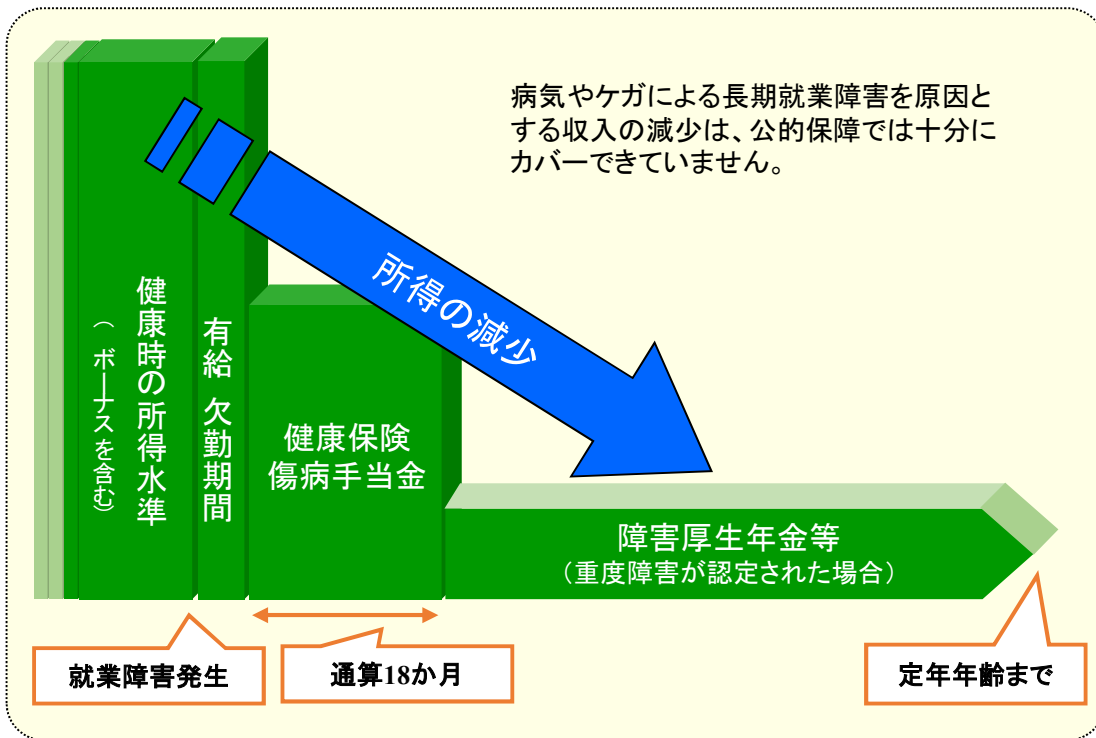 病気やケガによる長期就業障害を原因と
する収入の減少は、公的保障では十分に
カバーできていません。
所得の減少
健康時の所得水準
（ボーナスを含む）
有給 欠勤期間
健康保険
傷病手当金
障害厚生年金等
（重度障害が認定された場合）
就業障害発生
通算18か月
定年年齢まで